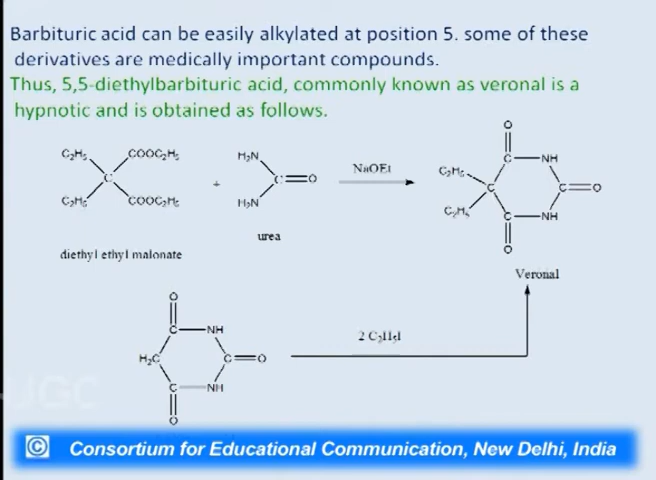 Barbituric acid can be easily alkylated at position 5. some of these
derivatives are medically important compounds.
Thus, 5,5-diethylbarbituric acid, commonly known as veronal is a
hypnotic and is obtained as follows.
C₂H₅ COOC₂H₅
C
C₂H₅ COOC₂H₅
+
H₂N
C=O
H₂N
urea
NaOEt
O
C—NH
C₂H₅
C C=O
C₂H₅
C—NH
O
diethyl ethyl malonate
Veronal
O
C—NH
H₂C C=O
C—NH
O
2 C₂H₅I
UGC
© Consortium for Educational Communication, New Delhi, India